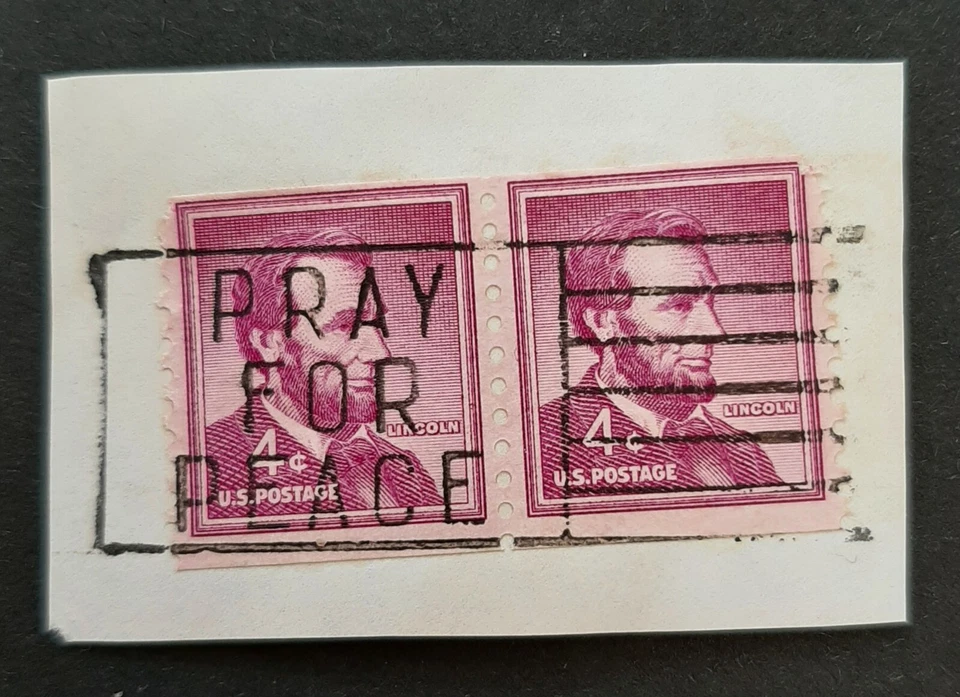 PRAY
FOR
PEACE
LINCOLN
4¢
U.S.POSTAGE
LINCOLN
4¢
U.S.POSTAGE